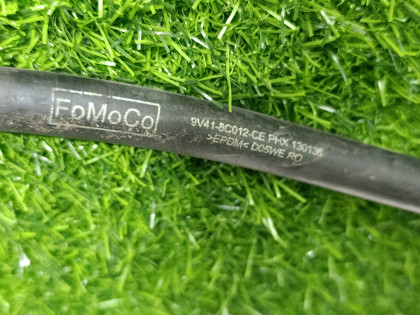 FoMoCo
9V41-8C012-CE PHX 130136
>EPDM< D05WE RO